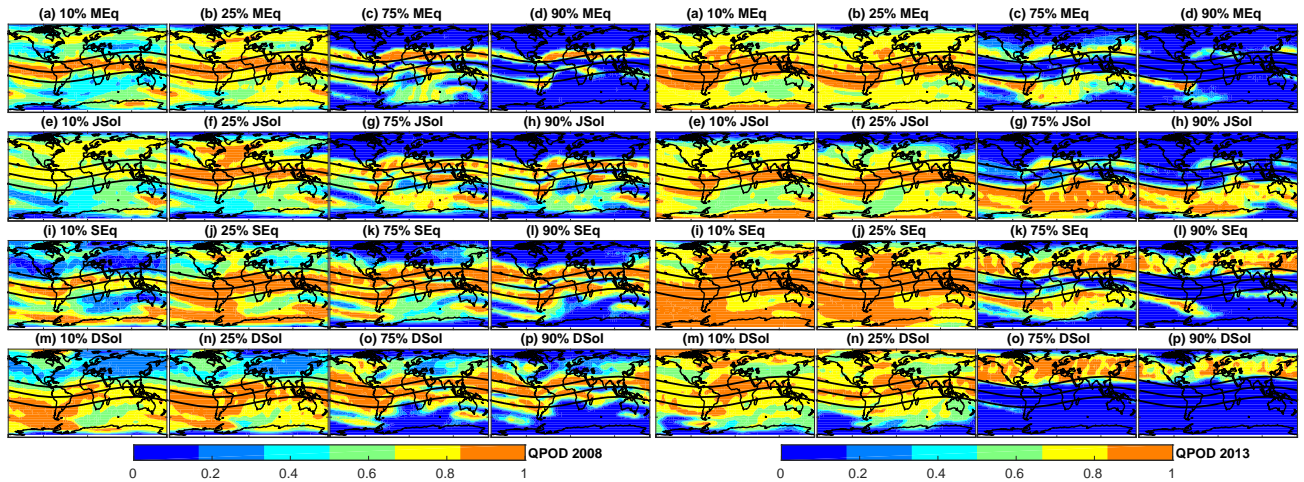 (a) 10% MEq (b) 25% MEq (c) 75% MEq (d) 90% MEq (a) 10% MEq (b) 25% MEq (c) 75% MEq (d) 90% MEq
(e) 10% JSol (f) 25% JSol (g) 75% JSol (h) 90% JSol (e) 10% JSol (f) 25% JSol (g) 75% JSol (h) 90% JSol
(i) 10% SEq (j) 25% SEq (k) 75% SEq (l) 90% SEq (i) 10% SEq (j) 25% SEq (k) 75% SEq (l) 90% SEq
(m) 10% DSol (n) 25% DSol (o) 75% DSol (p) 90% DSol (m) 10% DSol (n) 25% DSol (o) 75% DSol (p) 90% DSol
QPOD 2008 QPOD 2013
0 0.2 0.4 0.6 0.8 1 0 0.2 0.4 0.6 0.8 1